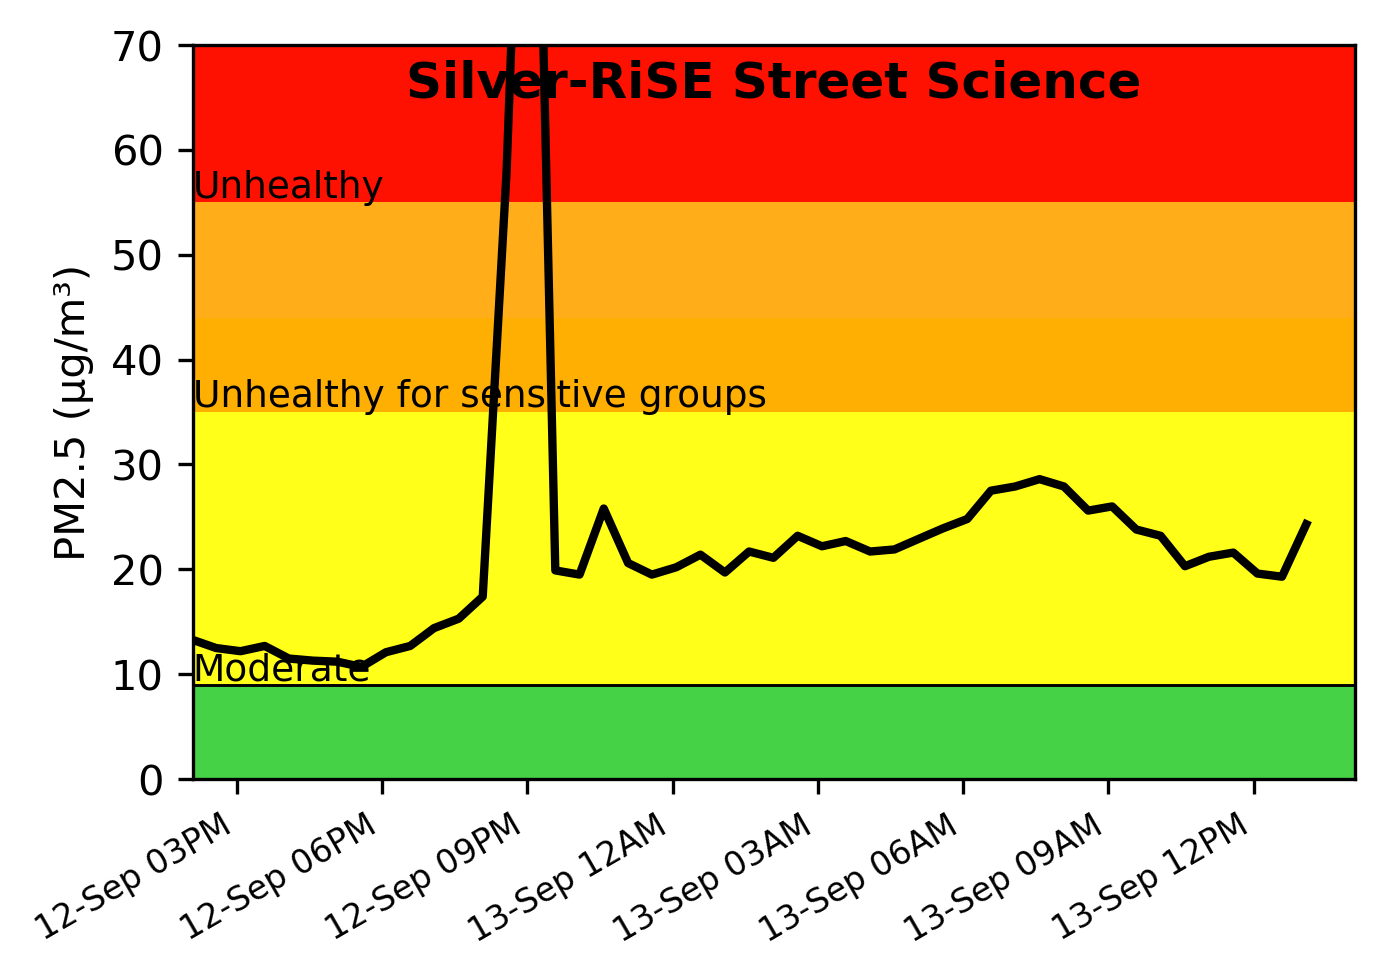 Silver-RiSE Street Science
70
60
Unhealthy
50
PM2.5 (µg/m³)
40
Unhealthy for sensitive groups
30
20
10
Moderate
0
12-Sep 03PM
12-Sep 06PM
12-Sep 09PM
13-Sep 12AM
13-Sep 03AM
13-Sep 06AM
13-Sep 09AM
13-Sep 12PM